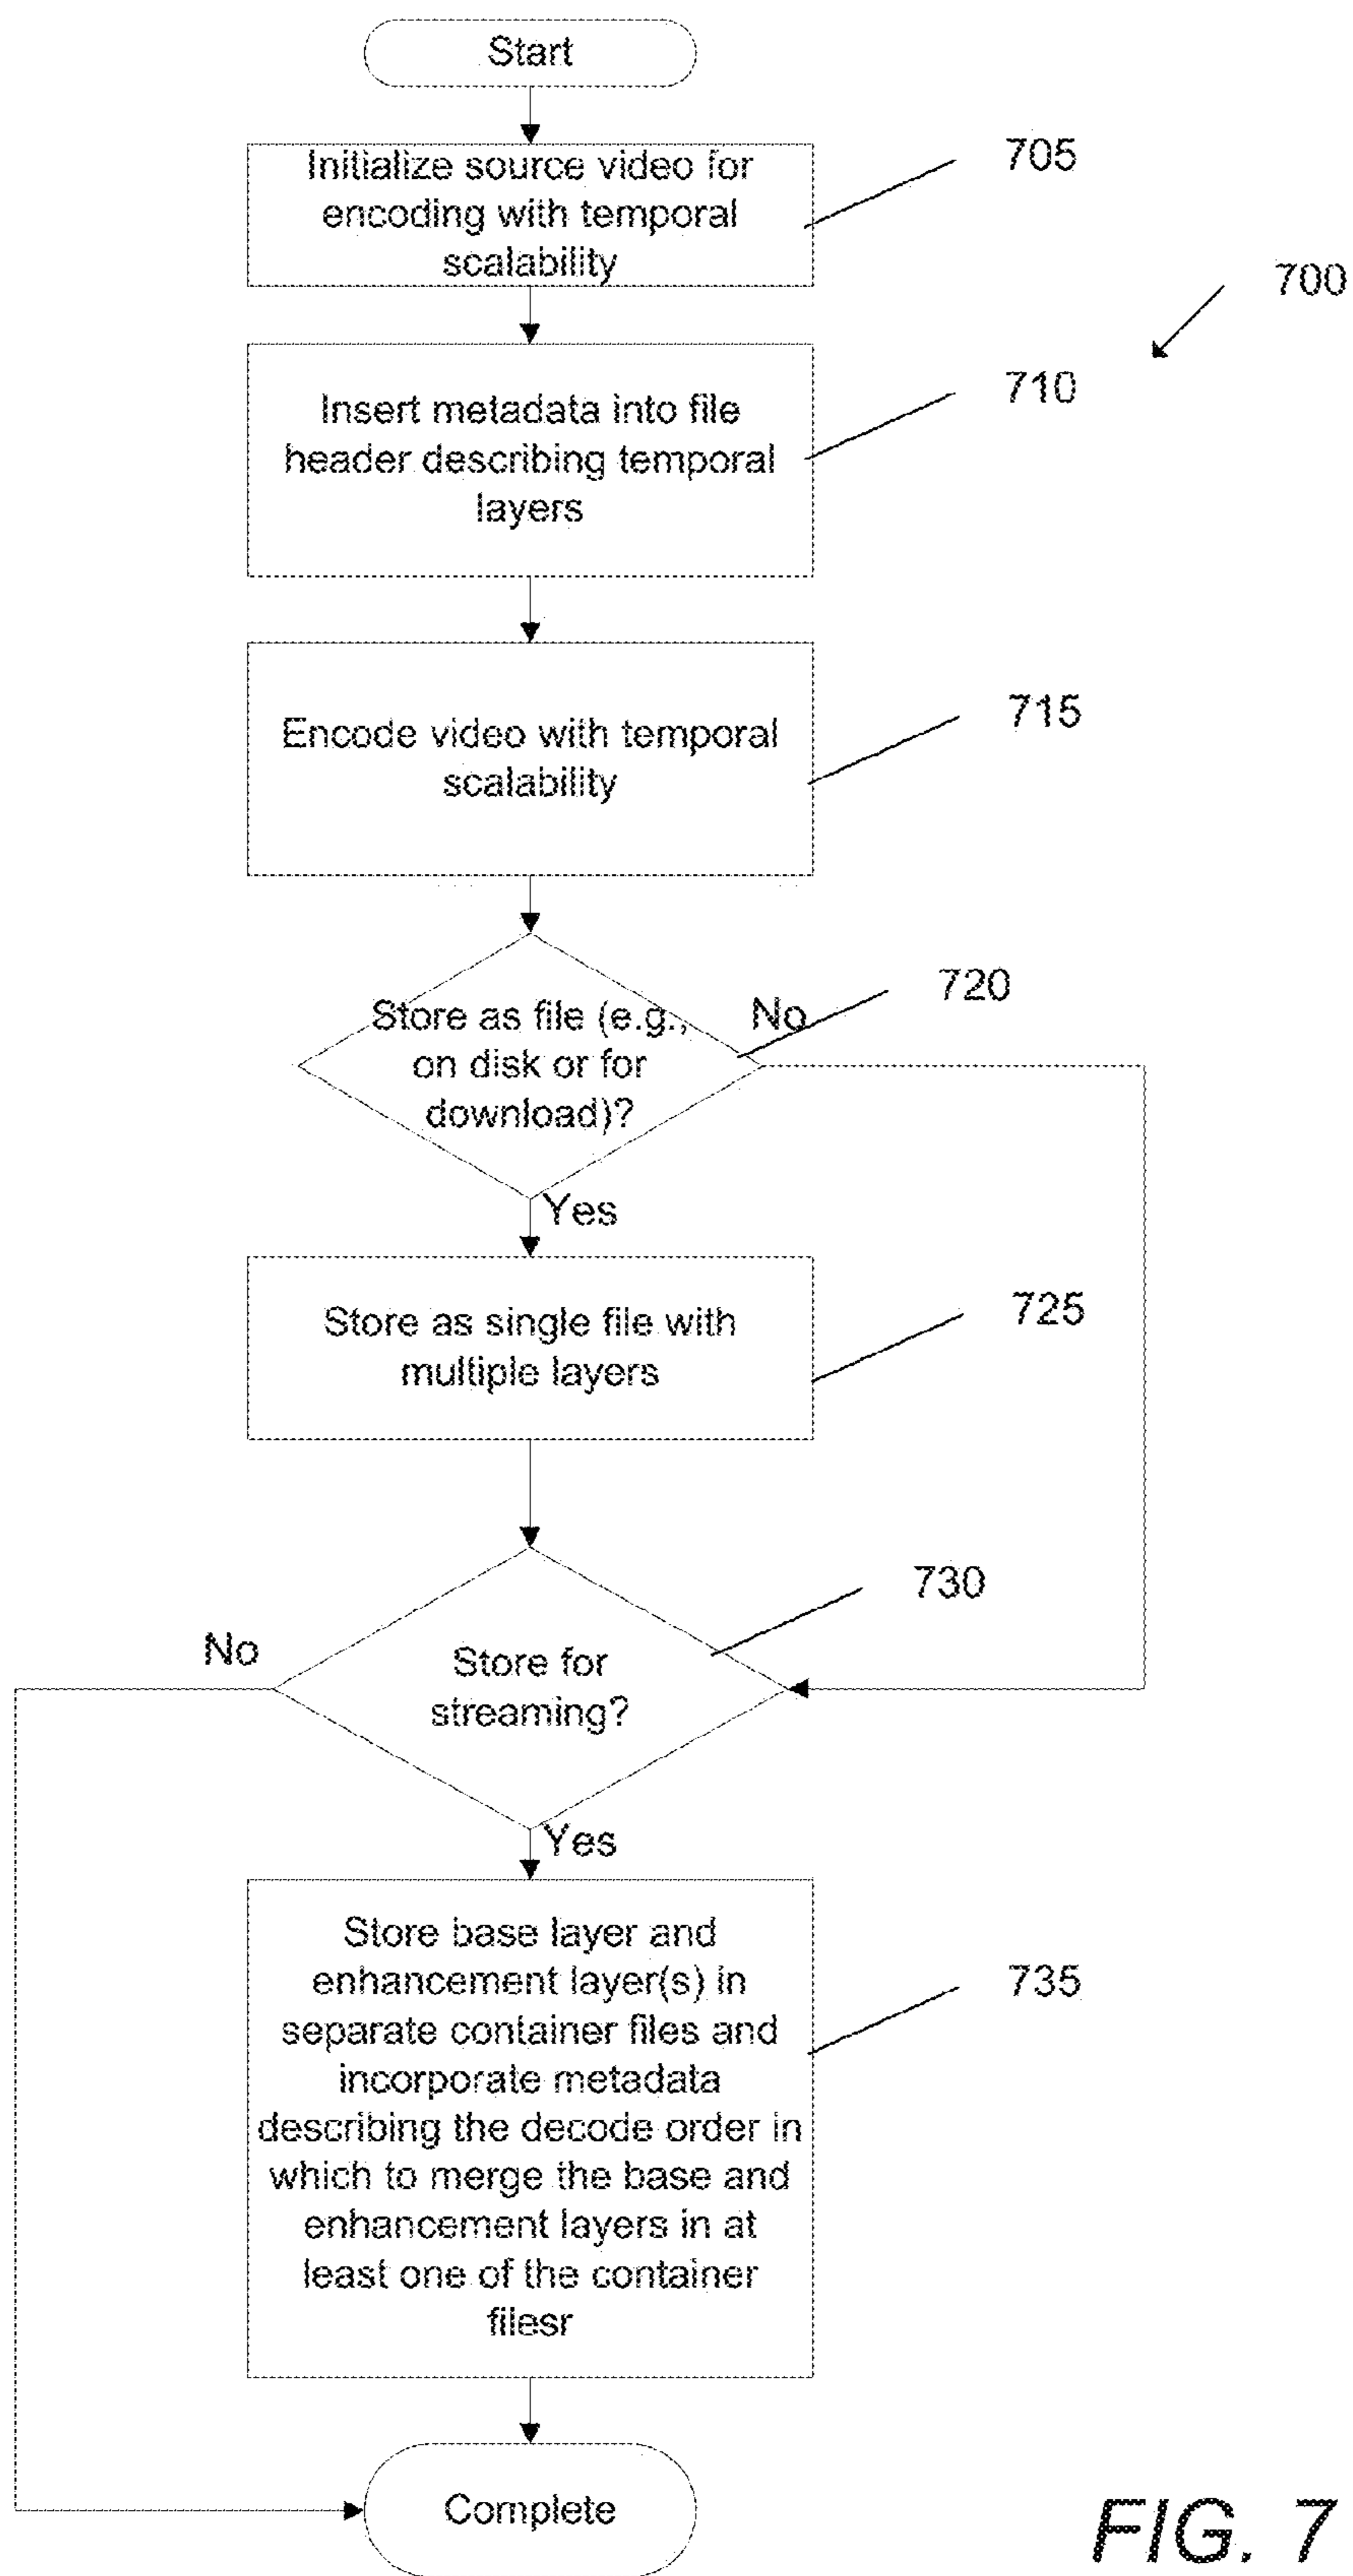 Start
Initialize source video for
encoding with temporal
scalability
705
700
Insert metadata into file
header describing temporal
layers
710
Encode video with temporal
scalability
715
Store as file (e.g.,
on disk or for
download)?
No
720
Yes
Store as single file with
multiple layers
725
730
No
Store for
streaming?
Yes
Store base layer and
enhancement layer(s) in
separate container files and
incorporate metadata
describing the decode order in
which to merge the base and
enhancement layers in at
least one of the container
filesr
735
Complete
FIG. 7